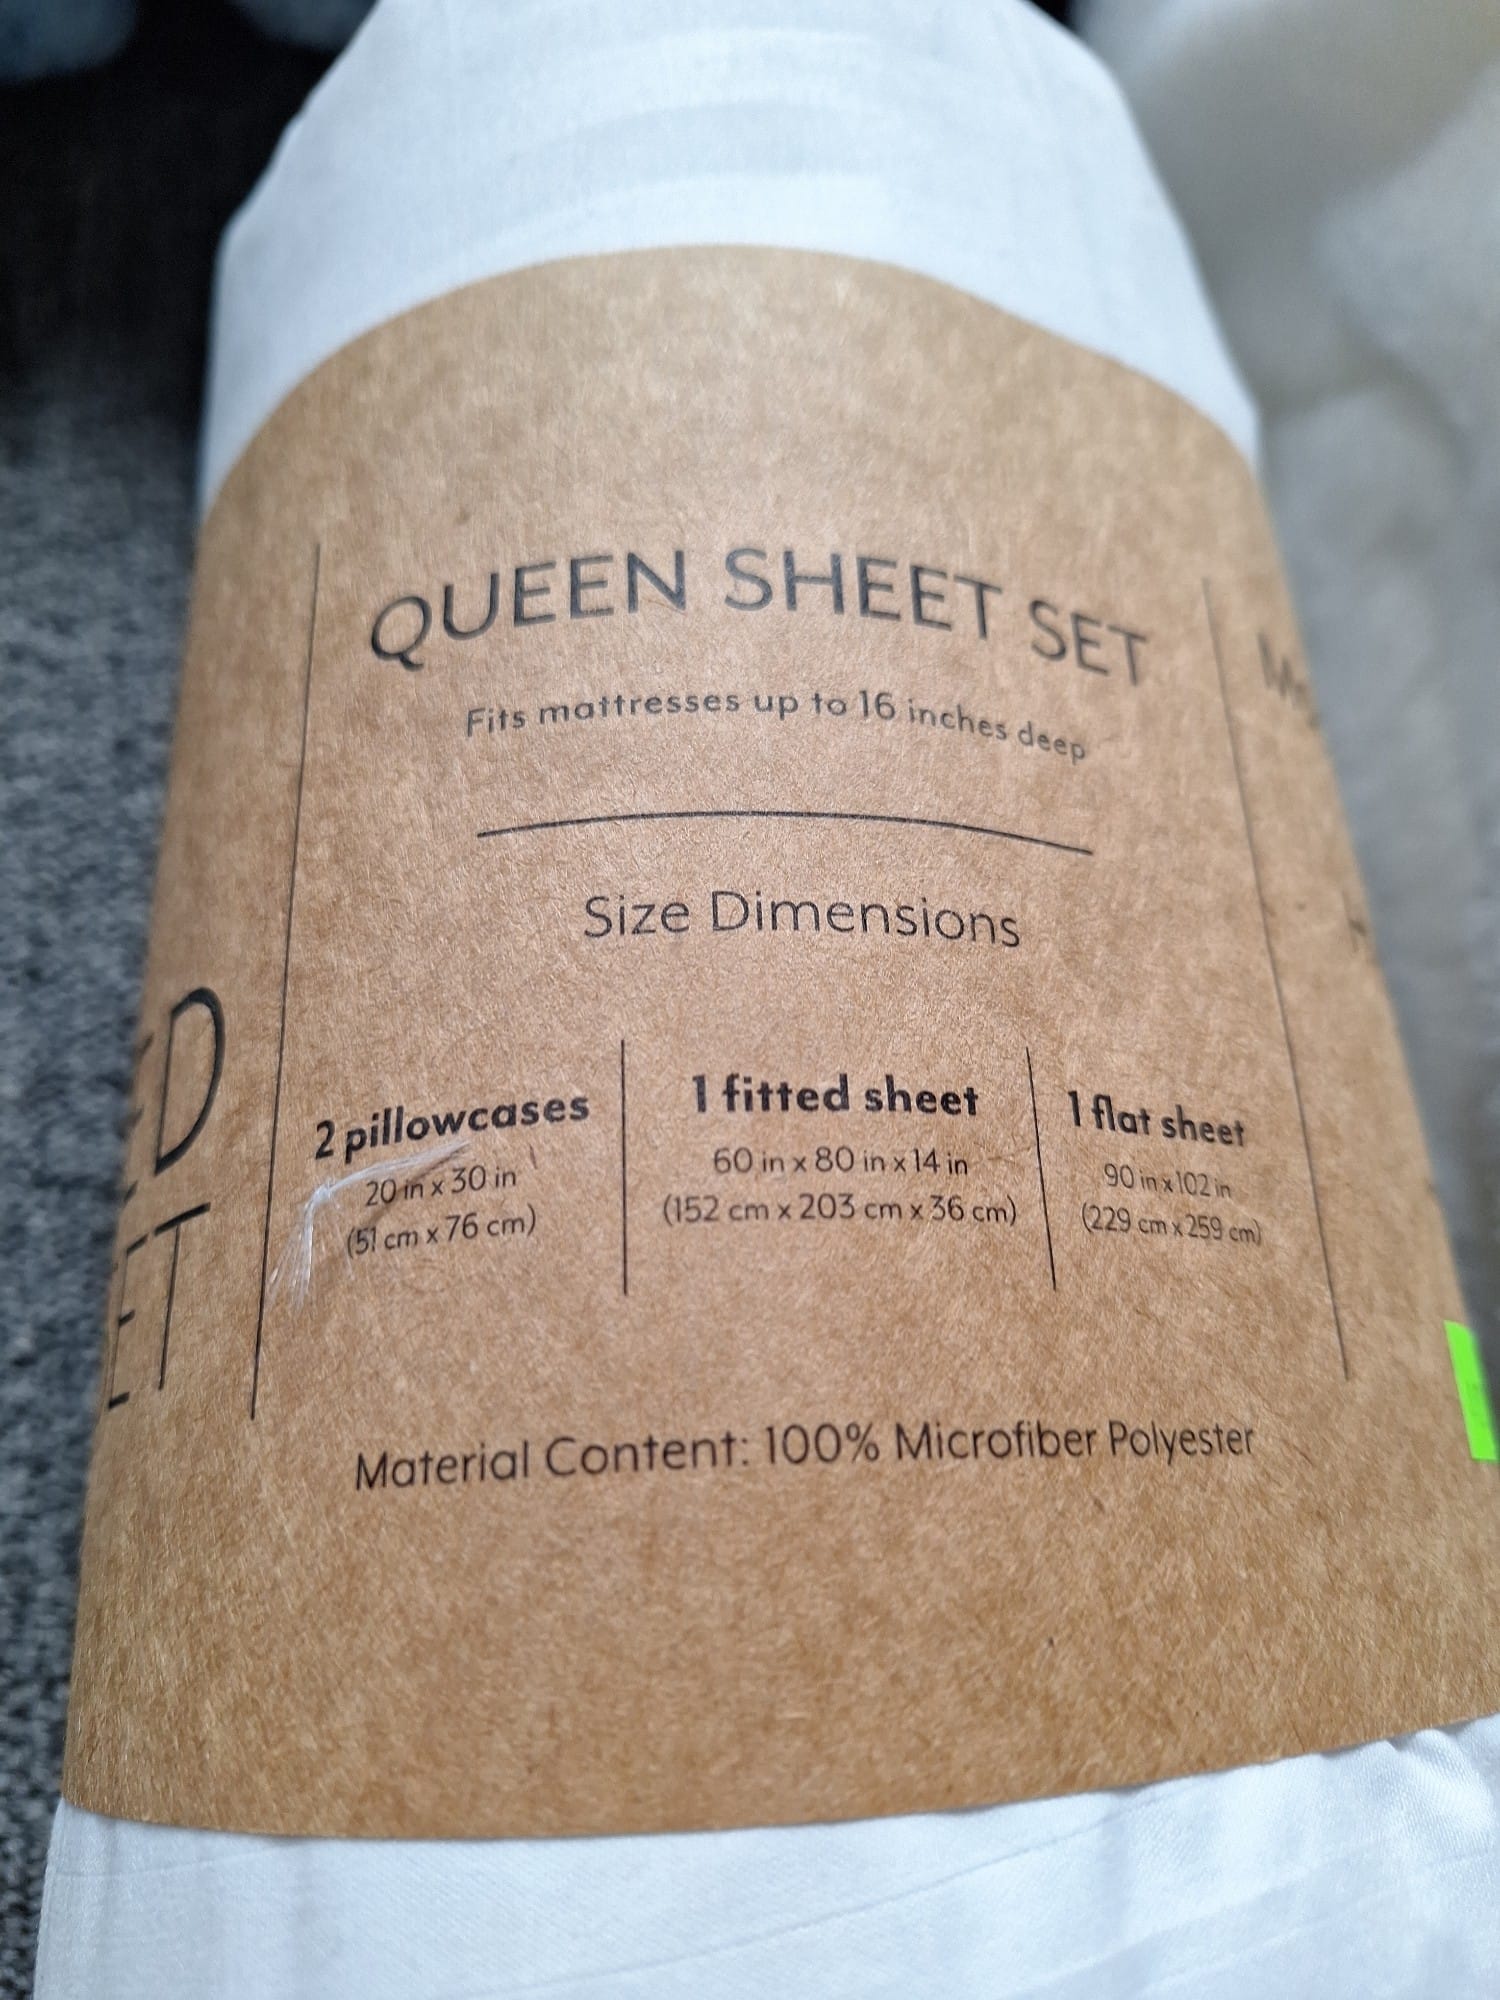 QUEEN SHEET SET
Fits mattresses up to 16 inches deep
Size Dimensions
2 pillowcases
20 in x 30 in
(51 cm x 76 cm)
1 fitted sheet
60 in x 80 in x 14 in
(152 cm x 203 cm x 36 cm)
1 flat sheet
90 in x 102 in
(229 cm x 259 cm)
Material Content: 100% Microfiber Polyester